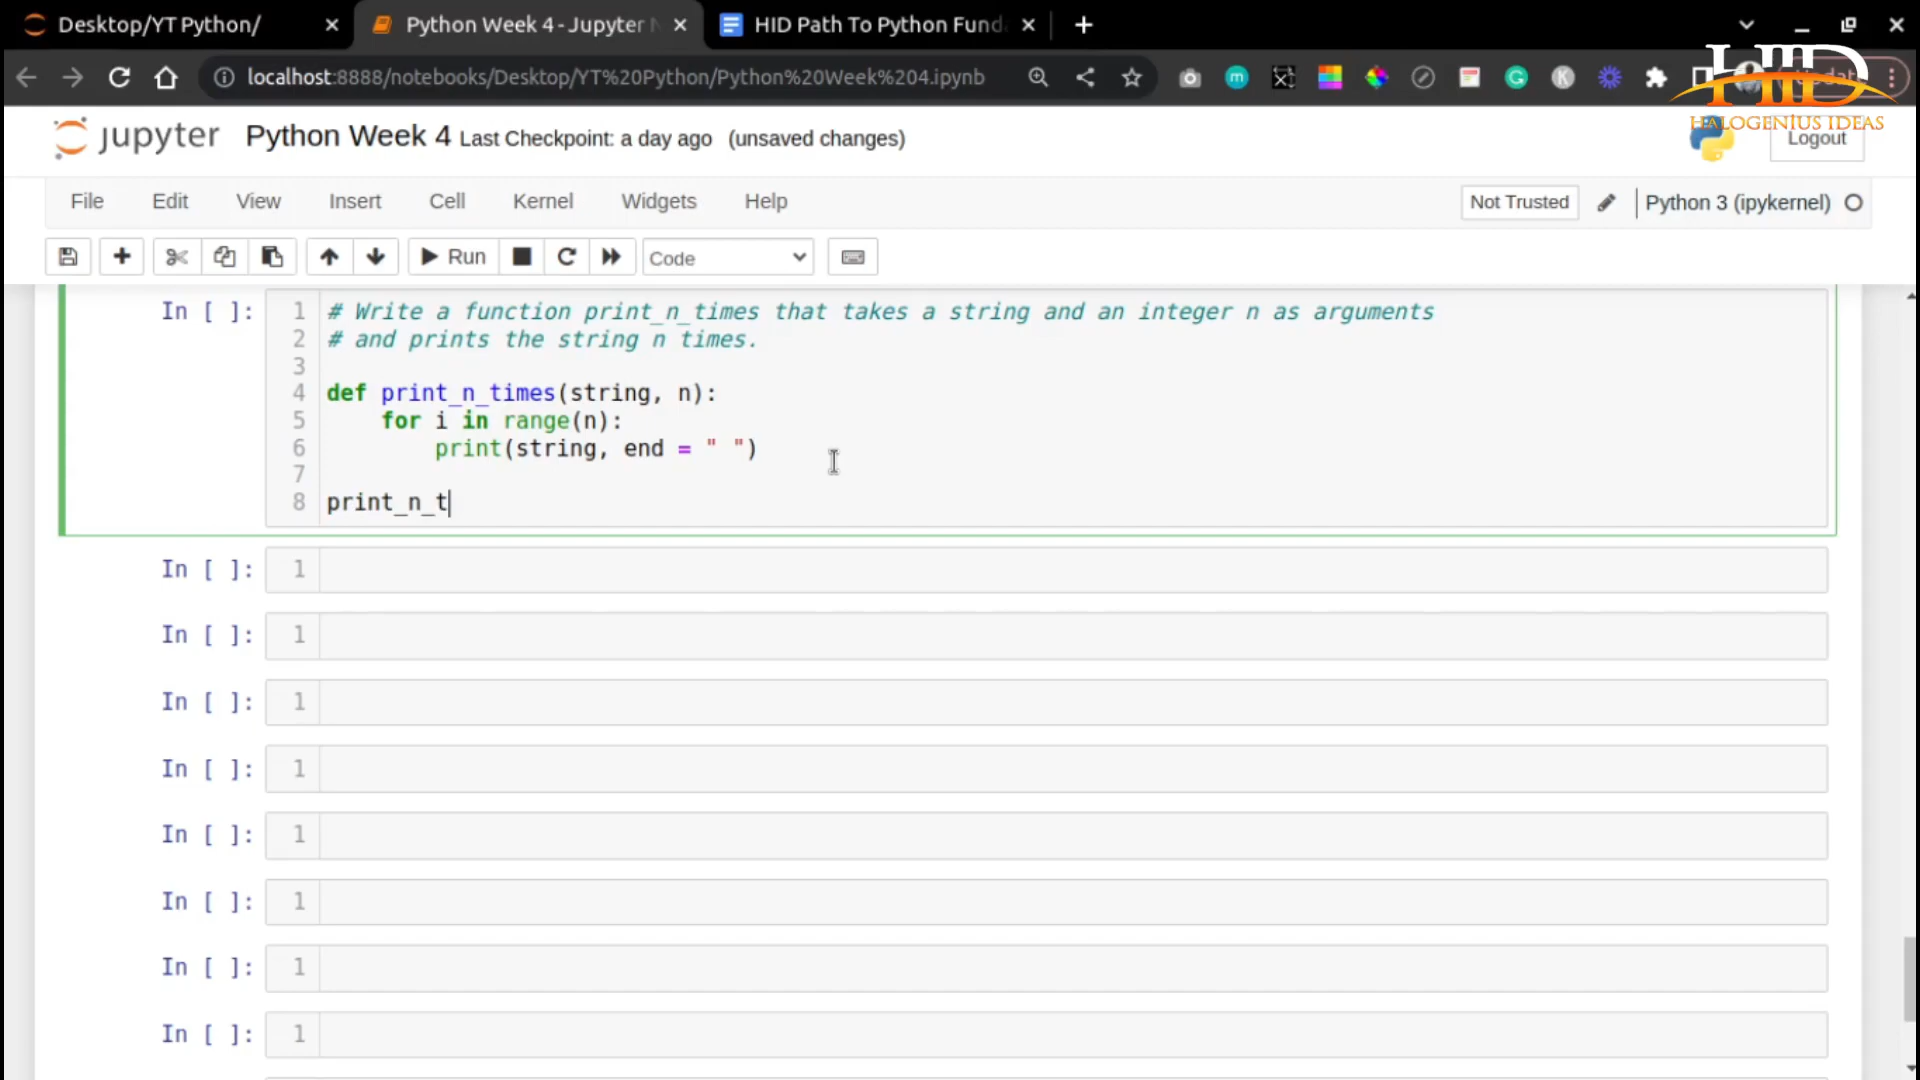 Desktop/YT Python/
Python Week 4 - Jupyter N
HID Path To Python Funda
localhost:8888/notebooks/Desktop/YT%20Python/Python%20Week%204.ipynb
HID
HALOGENIUS IDEAS
jupyter Python Week 4 Last Checkpoint: a day ago (unsaved changes)
Logout
File Edit View Insert Cell Kernel Widgets Help
Not Trusted
Python 3 (ipykernel)
Run
Code
In [ ]:
1 # Write a function print_n_times that takes a string and an integer n as arguments
2 # and prints the string n times.
3
4 def print_n_times(string, n):
5     for i in range(n):
6         print(string, end = " ")
7
8 print_n_t
In [ ]: 1
In [ ]: 1
In [ ]: 1
In [ ]: 1
In [ ]: 1
In [ ]: 1
In [ ]: 1
In [ ]: 1